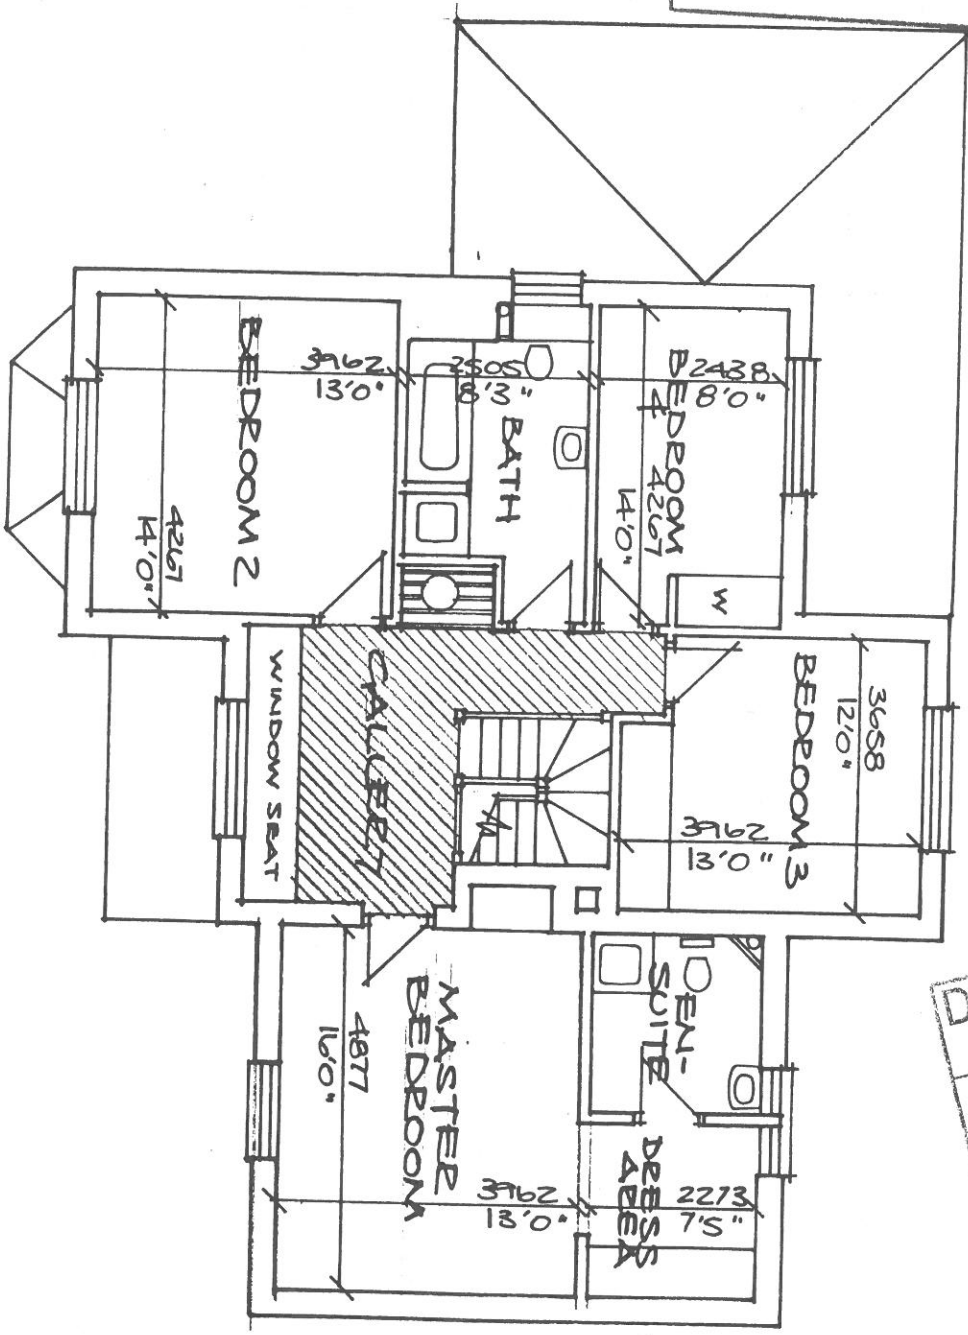 BEDROOM 2
3962
13'0"
4267
14'0"
2505
8'3"
BATH
BEDROOM
4
2438
8'0"
4267
14'0"
W
GALLERY
WINDOW SEAT
BEDROOM 3
3658
12'0"
3962
13'0"
MASTER
BEDROOM
4877
16'0"
3962
13'0"
EN-
SUITE
DRESS
AREA
2273
7'5"
D